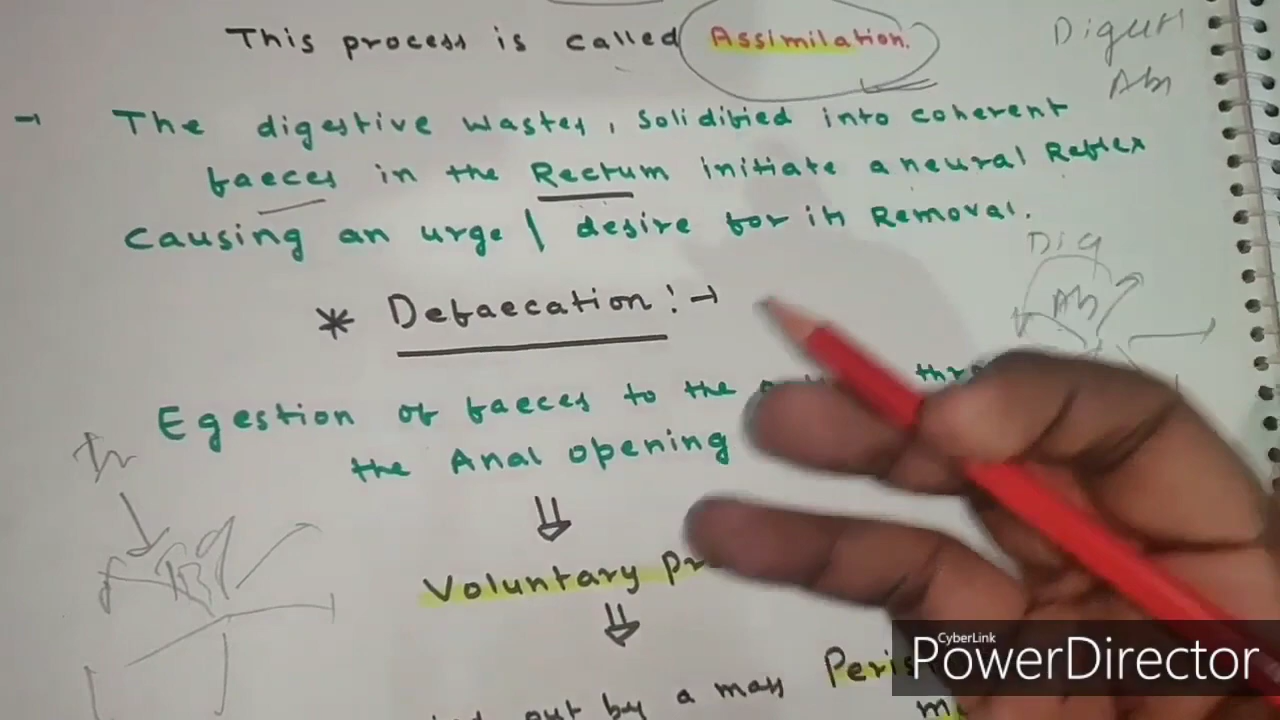 This process is called Assimilation.
→ The digestive wastes, solidified into coherent
faeces in the Rectum initiate a neural Reflex
causing an urge / desire for its Removal.
* Defaecation :→
Egestion of faeces to the
the Anal opening
⇓
Voluntary
⇓
out by a mass
Dig
CyberLink
PowerDirector